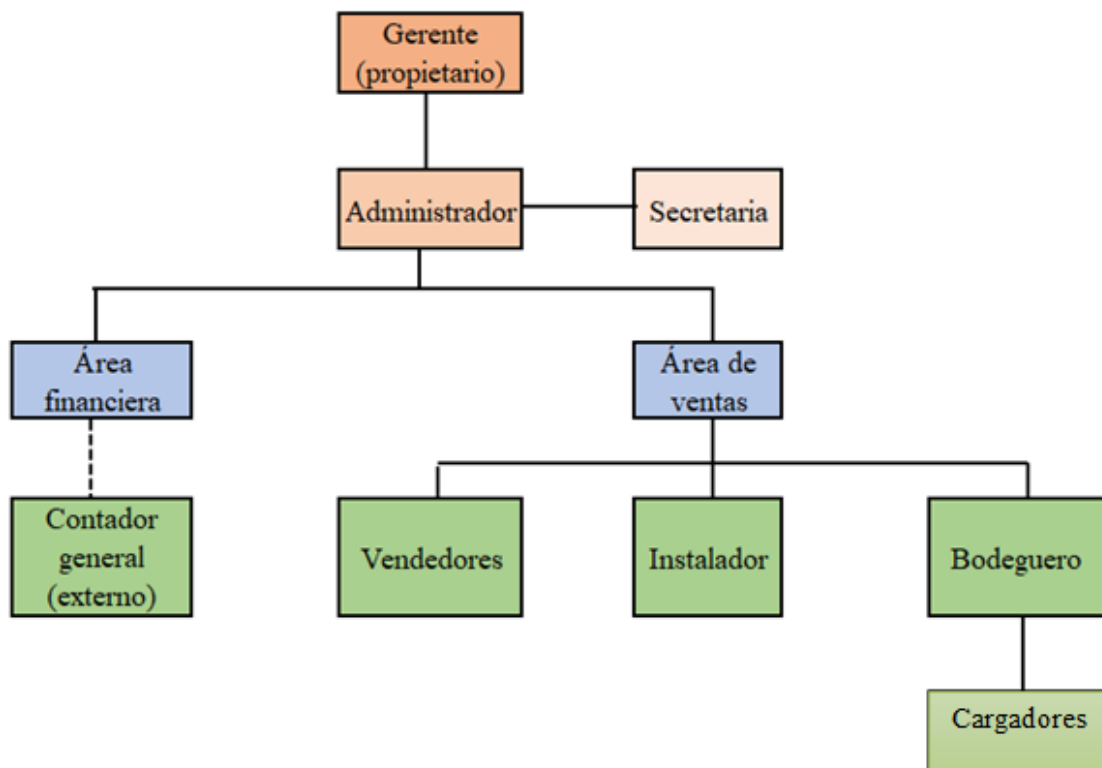 Gerente
(propietario)
Administrador
Secretaria
Área
financiera
Área de
ventas
Contador
general
(externo)
Vendedores
Instalador
Bodeguero
Cargadores